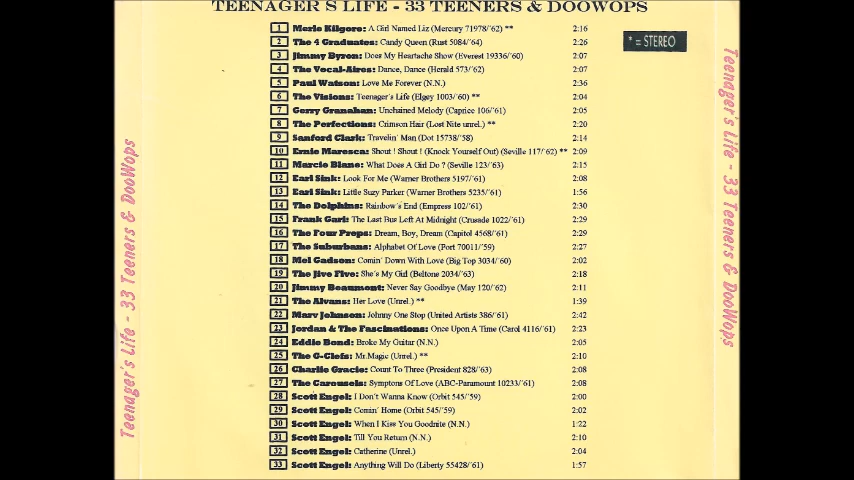 TEENAGER S LIFE - 33 TEENERS & DOOWOPS
1 Merle Kilgore: A Girl Named Liz (Mercury 71978/'62) ** 2:16
2 The 4 Graduates: Candy Queen (Rust 5084/'64) 2:26
3 Jimmy Byron: Does My Heartache Show (Everest 19336/'60) 2:07
4 The Vocal-Aires: Dance, Dance (Herald 573/'62) 2:07
5 Paul Watson: Love Me Forever (N.N.) 2:36
6 The Visions: Teenager's Life (Elgey 1003/'60) ** 2:04
7 Gerry Granahan: Unchained Melody (Caprice 106/'61) 2:05
8 The Perfections: Crimson Hair (Lost Nite unrel.) ** 2:20
9 Sanford Clark: Travelin' Man (Dot 15738/'58) 2:14
10 Ernie Maresca: Shout ! Shout ! (Knock Yourself Out) (Seville 117/'62) ** 2:09
11 Marcie Blane: What Does A Girl Do ? (Seville 123/'63) 2:15
12 Earl Sink: Look For Me (Warner Brothers 5197/'61) 2:08
13 Earl Sink: Little Suzy Parker (Warner Brothers 5235/'61) 1:56
14 The Dolphins: Rainbow's End (Empress 102/'61) 2:30
15 Frank Gari: The Last Bus Left At Midnight (Crusade 1022/'61) 2:29
16 The Four Preps: Dream, Boy, Dream (Capitol 4568/'61) 2:29
17 The Suburbans: Alphabet Of Love (Port 70011/'59) 2:27
18 Mel Gadson: Comin' Down With Love (Big Top 3034/'60) 2:02
19 The Jive Five: She's My Girl (Beltone 2034/'63) 2:18
20 Jimmy Beaumont: Never Say Goodbye (May 120/'62) 2:11
21 The Alvans: Her Love (Unrel.) ** 1:39
22 Marv Johnson: Johnny One Stop (United Artists 386/'61) 2:42
23 Jordan & The Fascinations: Once Upon A Time (Carol 4116/'61) 2:23
24 Eddie Bond: Broke My Guitar (N.N.) 2:05
25 The G-Clefs: Mr.Magic (Unrel.) ** 2:10
26 Charlie Gracie: Count To Three (President 828/'63) 2:08
27 The Carousels: Symptons Of Love (ABC-Paramount 10233/'61) 2:08
28 Scott Engel: I Don't Wanna Know (Orbit 545/'59) 2:00
29 Scott Engel: Comin' Home (Orbit 545/'59) 2:02
30 Scott Engel: When I Kiss You Goodnite (N.N.) 1:22
31 Scott Engel: Till You Return (N.N.) 2:10
32 Scott Engel: Catherine (Unrel.) 2:04
33 Scott Engel: Anything Will Do (Liberty 55428/'61) 1:57
* = STEREO
Teenager's Life - 33 Teeners & DooWops
Teenager's Life - 33 Teeners & DooWops